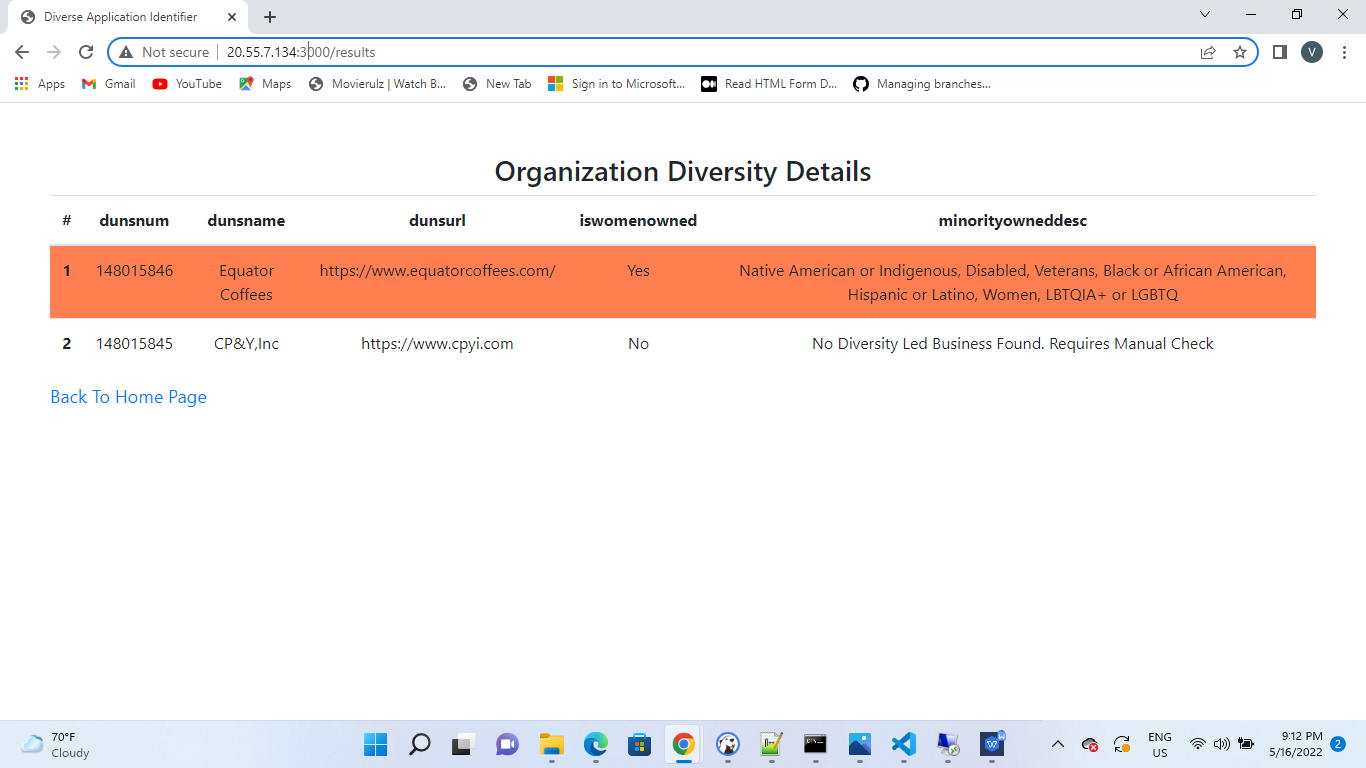 Diverse Application Identifier
Not secure 20.55.7.134:3000/results
V
Apps Gmail YouTube Maps Movierulz | Watch B... New Tab Sign in to Microsoft... Read HTML Form D... Managing branches...
Organization Diversity Details
# dunsnum dunsname dunsurl iswomenowned minorityowneddesc
1 148015846 Equator Coffees https://www.equatorcoffees.com/ Yes Native American or Indigenous, Disabled, Veterans, Black or African American,
Hispanic or Latino, Women, LBTQIA+ or LGBTQ
2 148015845 CP&Y,Inc https://www.cpyi.com No No Diversity Led Business Found. Requires Manual Check
Back To Home Page
70°F
Cloudy
ENG
US
9:12 PM
5/16/2022
2